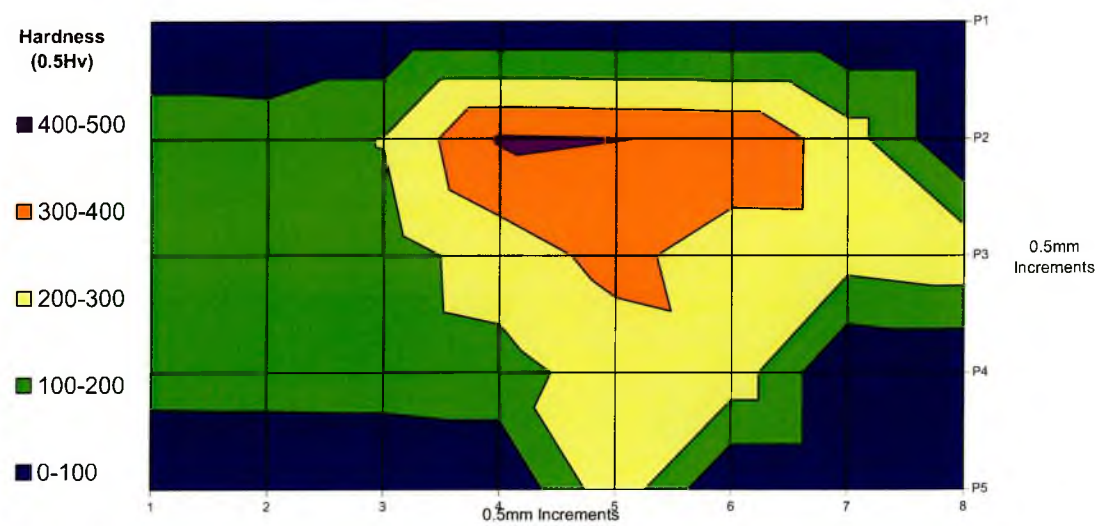 Hardness
(0.5Hv)
400-500
300-400
200-300
100-200
0-100
P1
P2
P3
P4
P5
0.5mm
Increments
1 2 3 4 5 6 7 8
0.5mm Increments